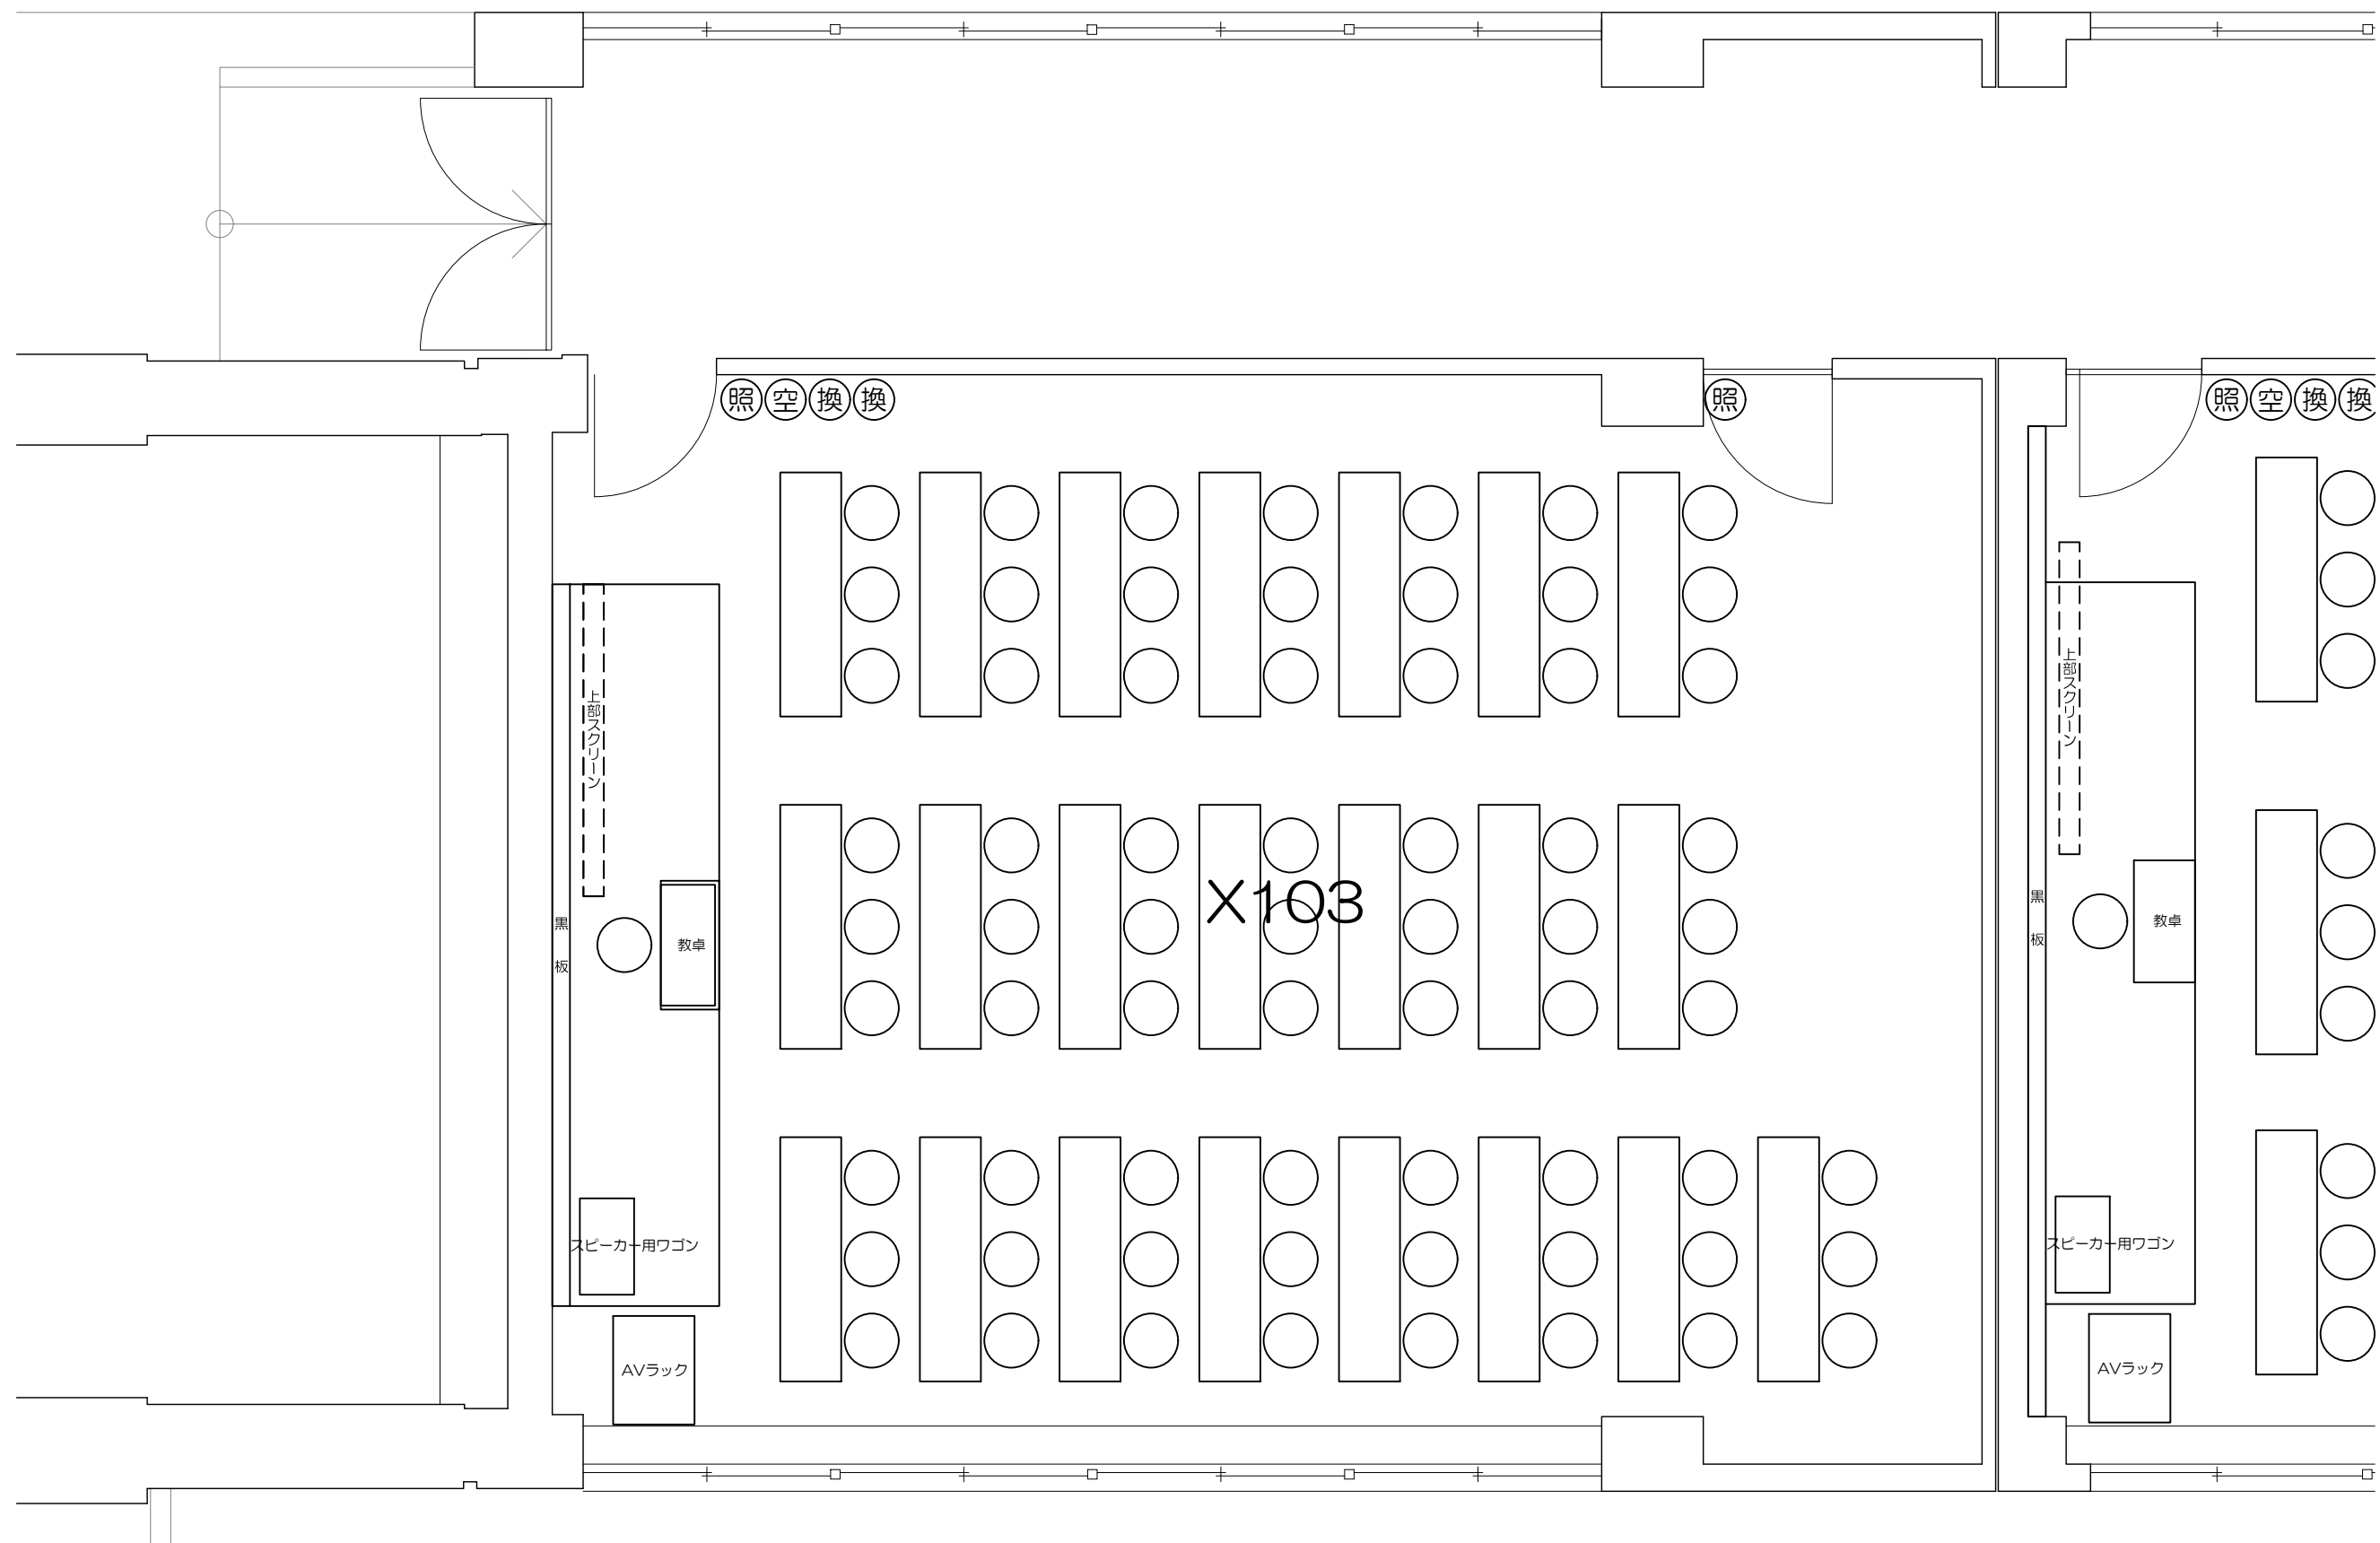 照 空 換 換
照
照 空 換 換
上部スクリーン
上部スクリーン
X103
黒板
教卓
黒板
教卓
スピーカー用ワゴン
スピーカー用ワゴン
AVラック
AVラック